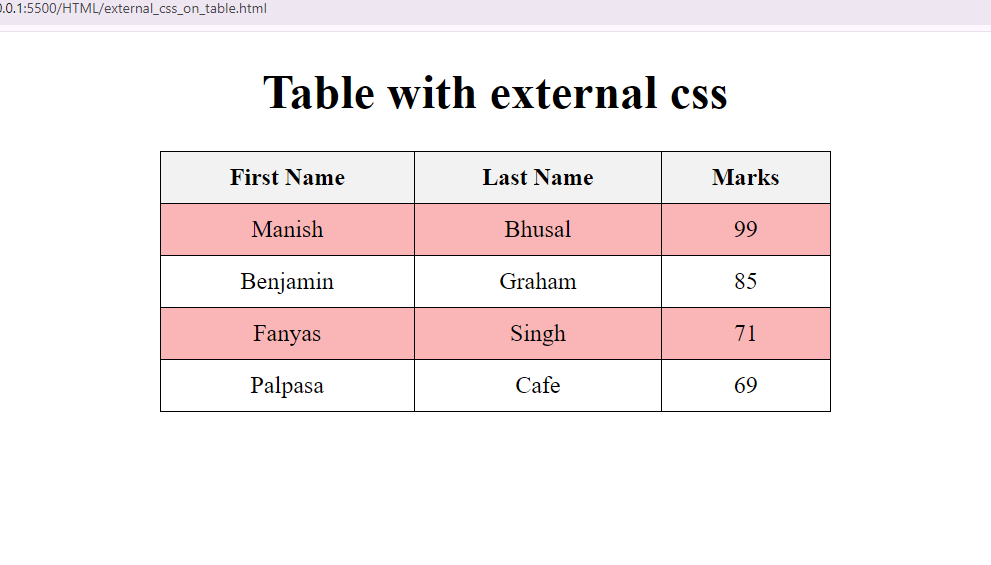 0.0.1:5500/HTML/external_css_on_table.html
Table with external css
First Name Last Name Marks
Manish Bhusal 99
Benjamin Graham 85
Fanyas Singh 71
Palpasa Cafe 69